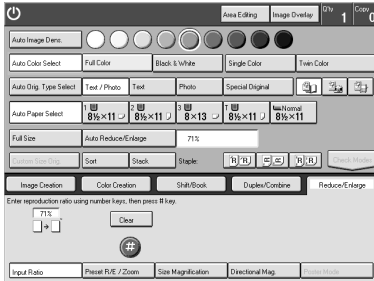 Area Editing Image Overlay Q'ty 1 Copy 0
Auto Image Dens.
Auto Color Select Full Color Black & White Single Color Twin Color
Auto Orig. Type Select Text / Photo Text Photo Special Original
Auto Paper Select 1 8½×11 2 8½×11 3 8×13 T 8½×11 Normal 8½×11
Full Size Auto Reduce/Enlarge 71%
Custom Size Orig. Sort Stack Staple: R R R R R R Check Modes
Image Creation Color Creation Shift/Book Duplex/Combine Reduce/Enlarge
Enter reproduction ratio using number keys, then press # key.
71%
Clear
#
Input Ratio Preset R/E / Zoom Size Magnification Directional Mag. Poster Mode